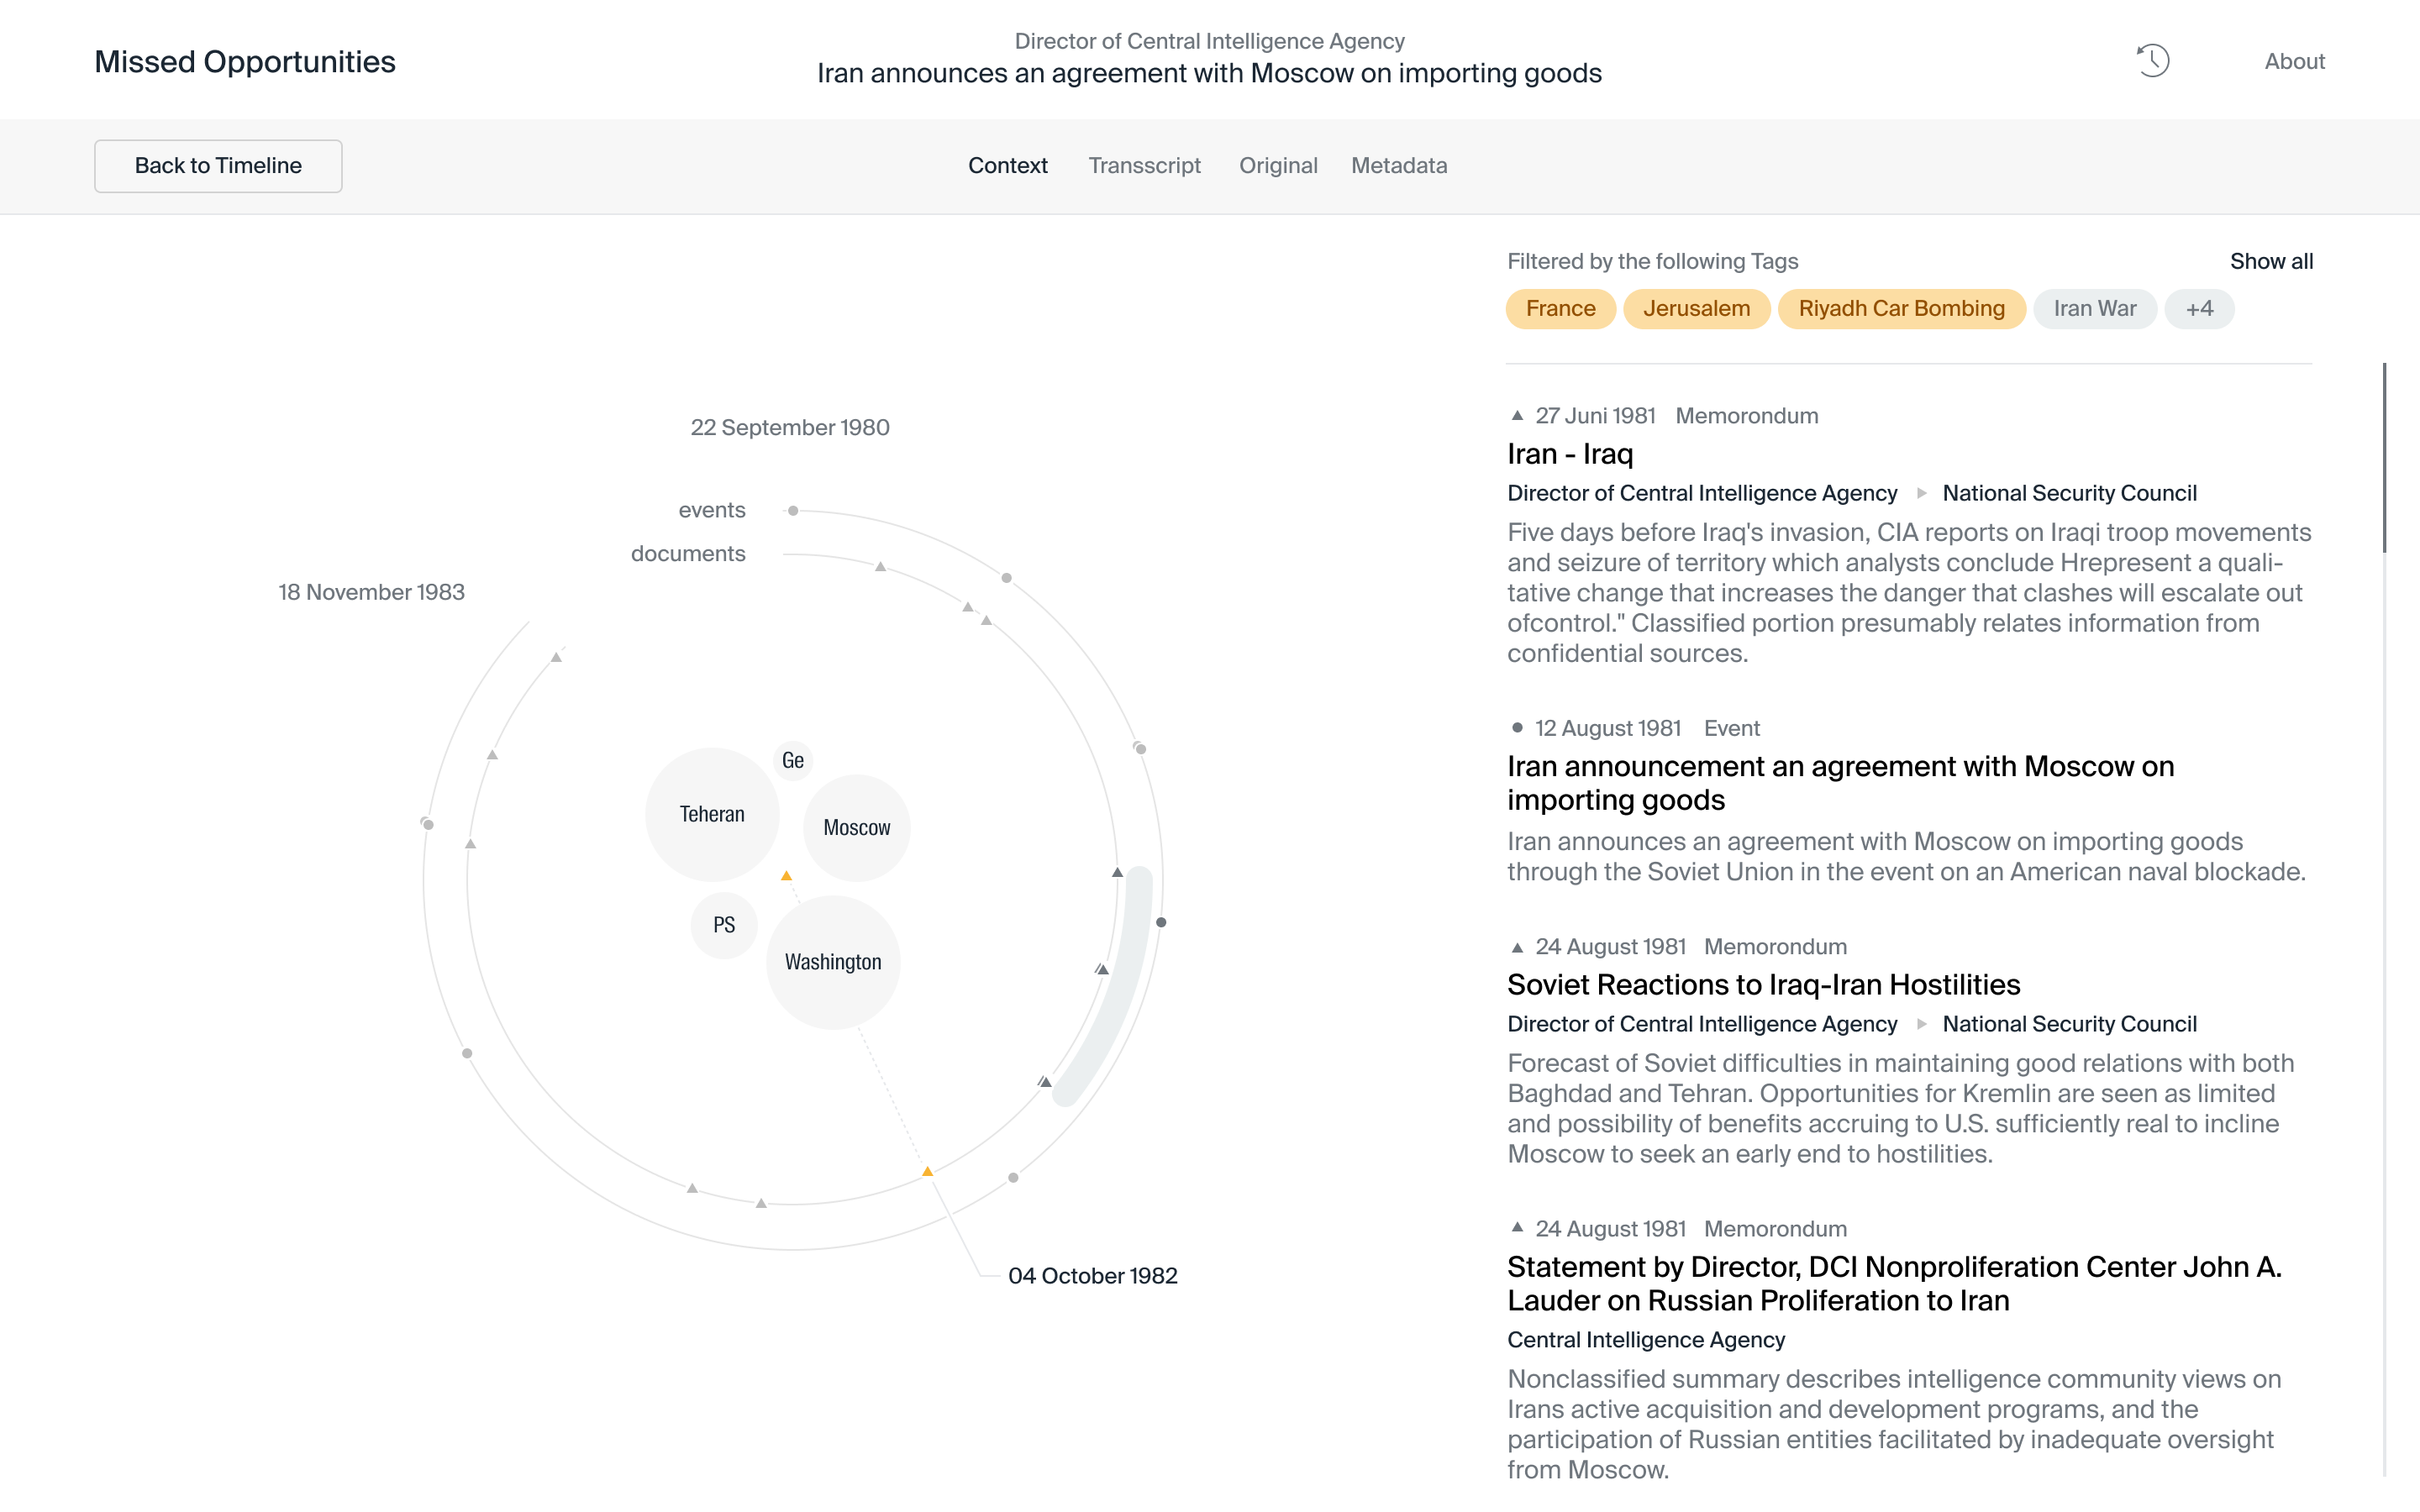 Missed Opportunities
Director of Central Intelligence Agency
Iran announces an agreement with Moscow on importing goods
About
Back to Timeline
Context
Transscript
Original
Metadata
Filtered by the following Tags
Show all
France
Jerusalem
Riyadh Car Bombing
Iran War
+4
22 September 1980
events
documents
18 November 1983
Ge
Teheran
Moscow
PS
Washington
04 October 1982
27 Juni 1981 Memorondum
Iran - Iraq
Director of Central Intelligence Agency National Security Council
Five days before Iraq's invasion, CIA reports on Iraqi troop movements
and seizure of territory which analysts conclude Hrepresent a quali-
tative change that increases the danger that clashes will escalate out
ofcontrol." Classified portion presumably relates information from
confidential sources.
12 August 1981 Event
Iran announcement an agreement with Moscow on
importing goods
Iran announces an agreement with Moscow on importing goods
through the Soviet Union in the event on an American naval blockade.
24 August 1981 Memorandum
Soviet Reactions to Iraq-Iran Hostilities
Director of Central Intelligence Agency National Security Council
Forecast of Soviet difficulties in maintaining good relations with both
Baghdad and Tehran. Opportunities for Kremlin are seen as limited
and possibility of benefits accruing to U.S. sufficiently real to incline
Moscow to seek an early end to hostilities.
24 August 1981 Memorandum
Statement by Director, DCI Nonproliferation Center John A.
Lauder on Russian Proliferation to Iran
Central Intelligence Agency
Nonclassified summary describes intelligence community views on
Irans active acquisition and development programs, and the
participation of Russian entities facilitated by inadequate oversight
from Moscow.